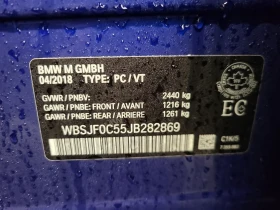 BMW M GMBH
04/2018 TYPE: PC / VT
GVWR / PNBV: 2440 kg
GAWR / PNBE: FRONT / AVANT 1216 kg
GAWR / PNBE: REAR / ARRIERE 1261 kg
WBSJF0C55JB282869
EC